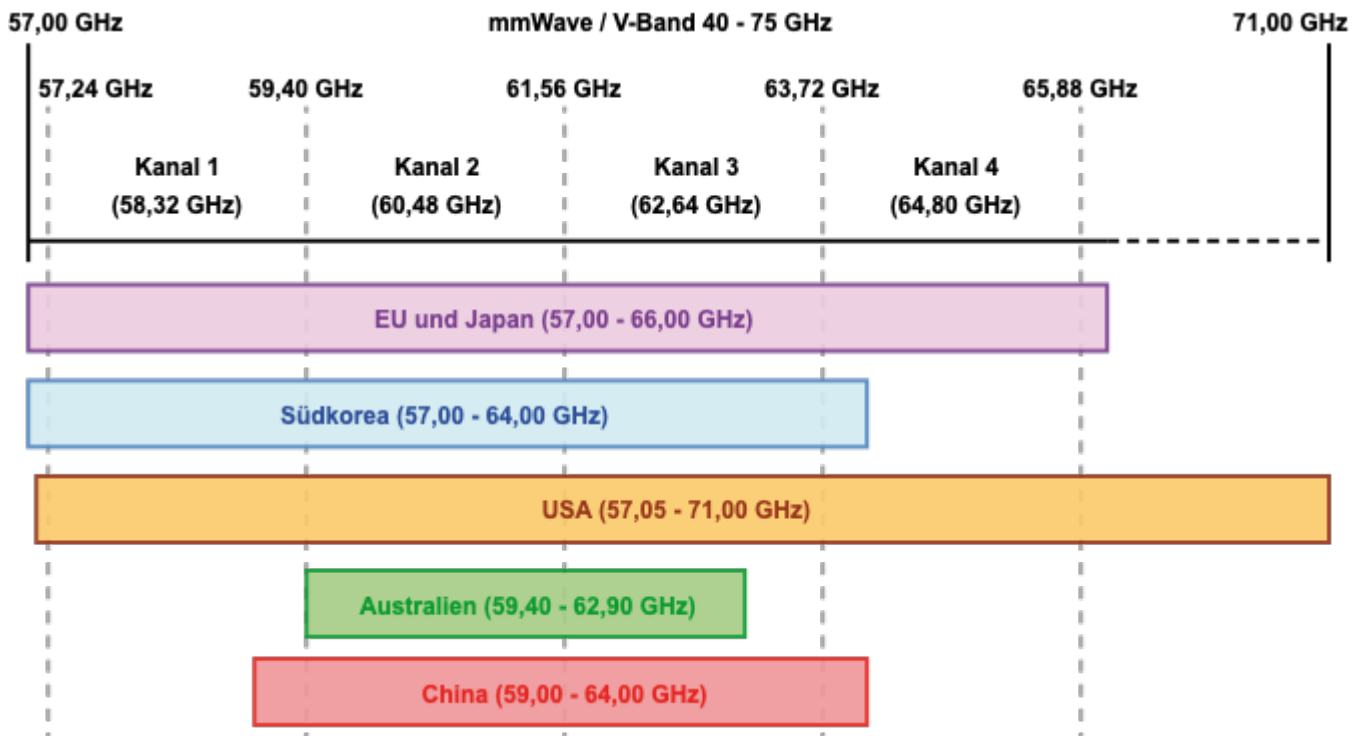 57,00 GHz mmWave / V-Band 40 - 75 GHz 71,00 GHz
57,24 GHz 59,40 GHz 61,56 GHz 63,72 GHz 65,88 GHz
Kanal 1 Kanal 2 Kanal 3 Kanal 4
(58,32 GHz) (60,48 GHz) (62,64 GHz) (64,80 GHz)
EU und Japan (57,00 - 66,00 GHz)
Südkorea (57,00 - 64,00 GHz)
USA (57,05 - 71,00 GHz)
Australien (59,40 - 62,90 GHz)
China (59,00 - 64,00 GHz)